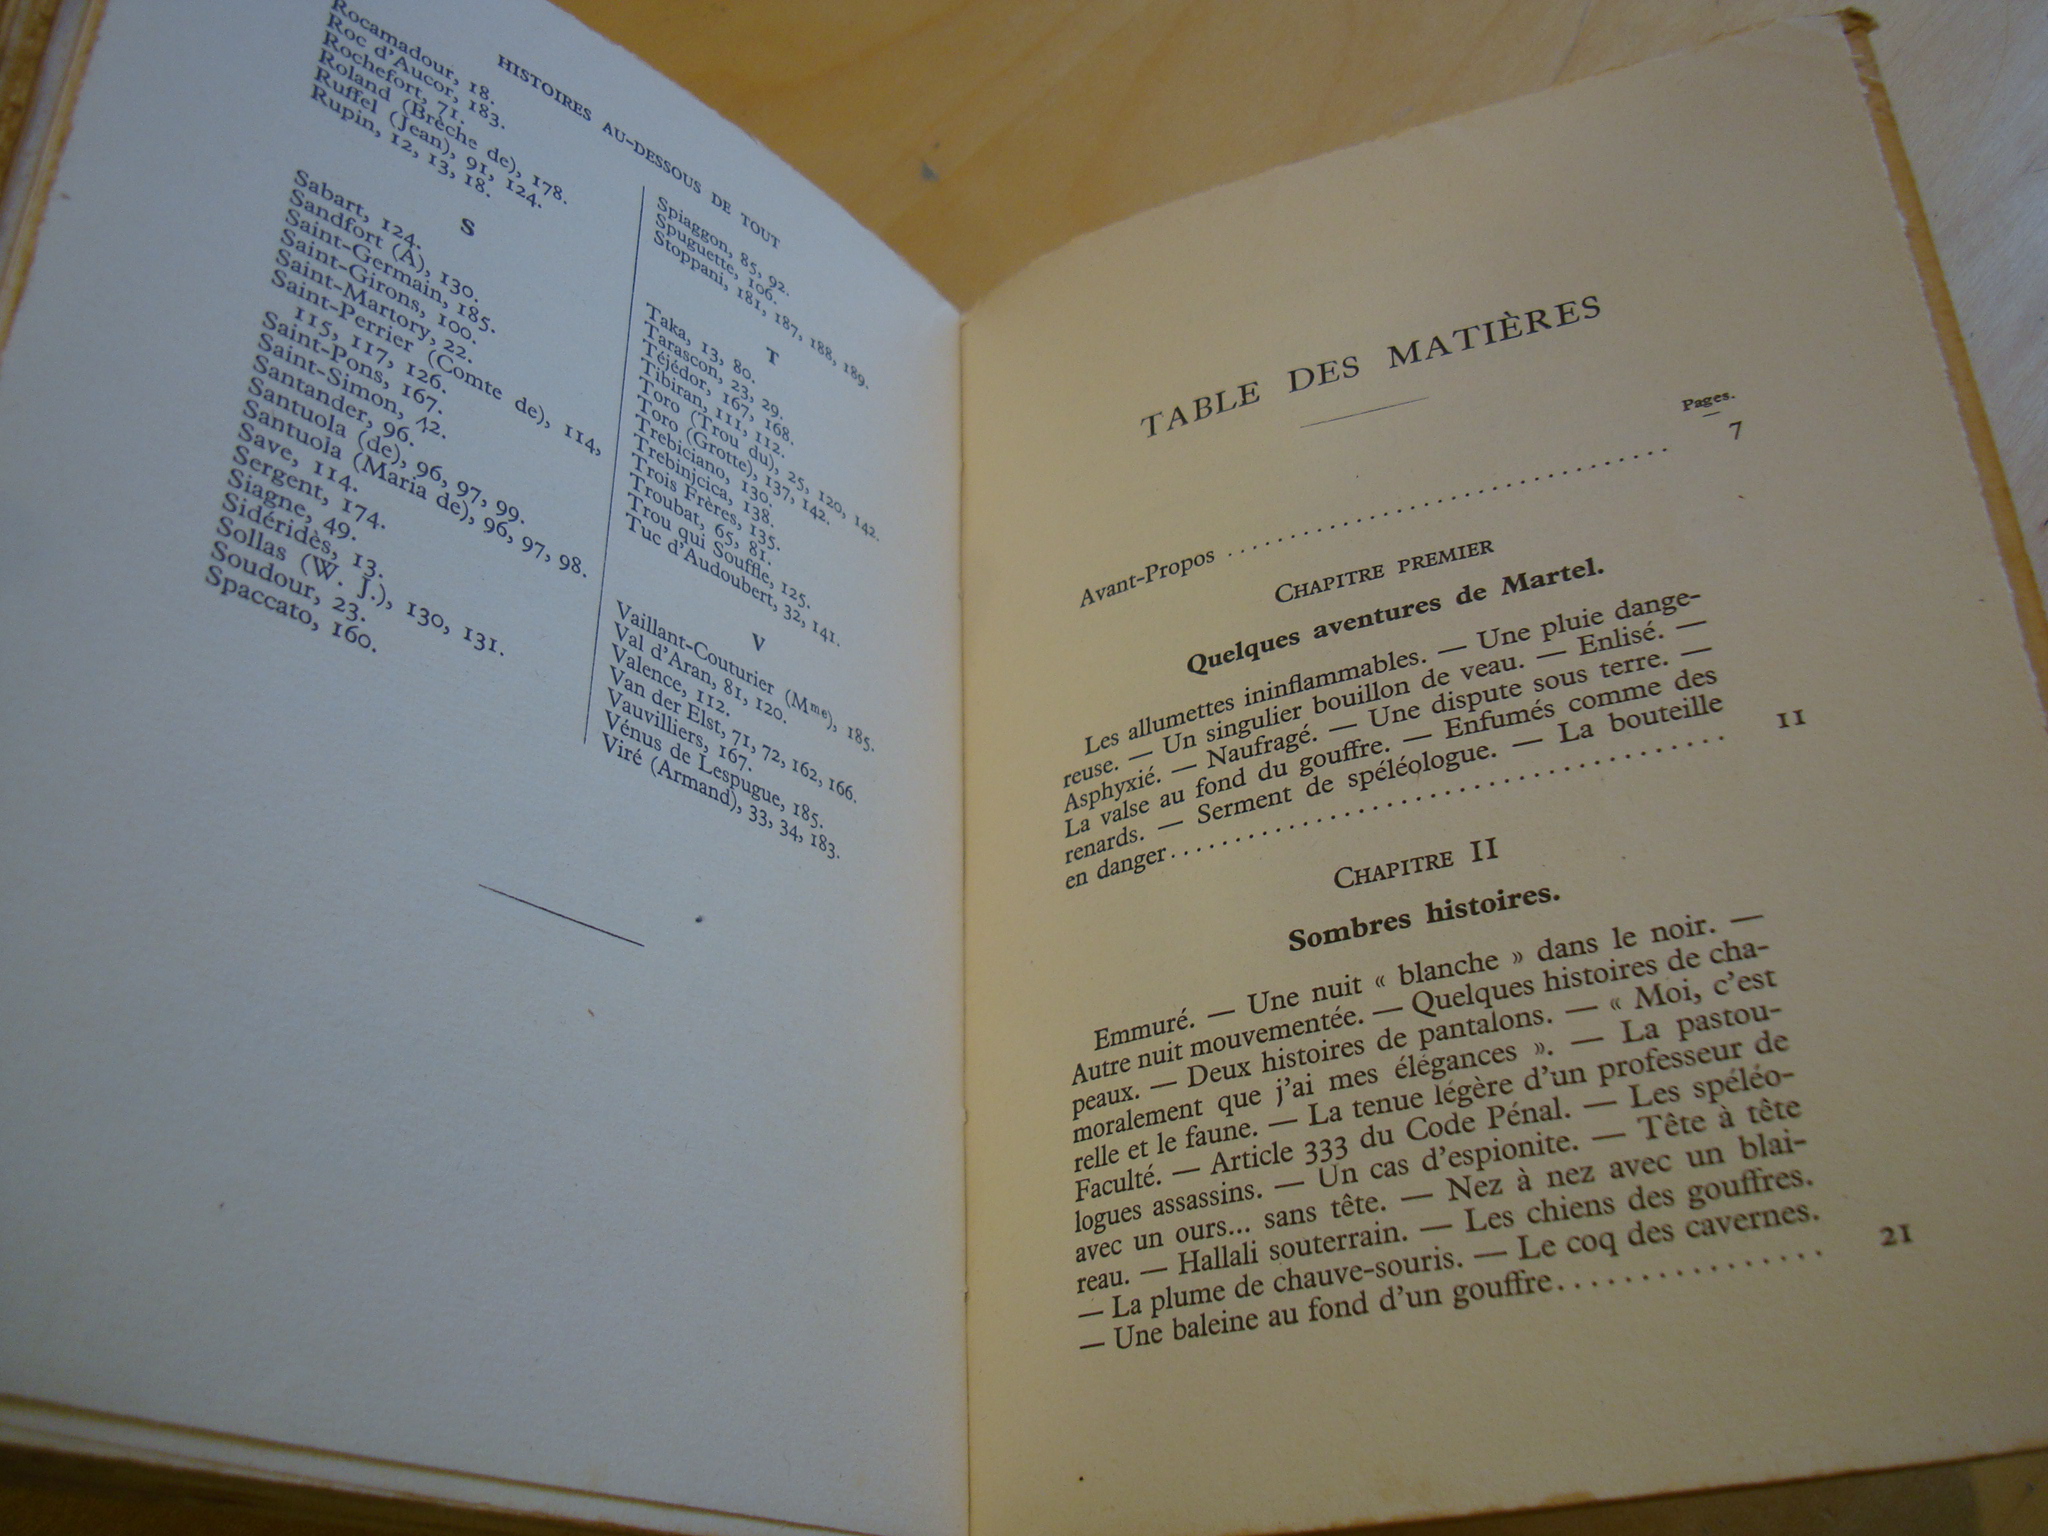 HISTOIRES AU-DESSOUS DE TOUT
Rocamadour, 18.
Roc d'Aucor, 183.
Rochefort, 71.
Roland (Brèche de), 178.
Ruffel (Jean), 91, 124.
Rupin, 12, 13, 18.
S
Sabart, 124.
Sandfort (A), 130.
Saint-Germain, 185.
Saint-Girons, 100.
Saint-Martory, 22.
Saint-Perrier (Comte de), 114,
115, 117, 126.
Saint-Pons, 167.
Saint-Simon, 42.
Santander, 96.
Santuola (de), 96, 97, 99.
Santuola (Maria de), 96, 97, 98.
Save, 114.
Sergent, 174.
Siagne, 49.
Sidéridès, 13.
Sollas (W. J.), 130, 131.
Soudour, 23.
Spaccato, 160.
Spiaggon, 85, 92.
Spuguette, 106.
Stoppani, 181, 187, 188, 189.
T
Taka, 13, 80.
Tarascon, 23, 29.
Téjédor, 167, 168.
Tibiran, 111, 112.
Toro (Trou du), 25, 120, 142.
Toro (Grotte), 137, 142.
Trebiciano, 130.
Trebinjcica, 138.
Trois Frères, 135.
Troubat, 65, 81.
Trou qui Souffle, 125.
Tuc d'Audoubert, 32, 141.
V
Vaillant-Couturier (Mme), 185.
Val d'Aran, 81, 120.
Valence, 112.
Van der Elst, 71, 72, 162, 166.
Vauvilliers, 167.
Vénus de Lespugue, 185.
Viré (Armand), 33, 34, 183.
TABLE DES MATIÈRES
Pages.
Avant-Propos ........................................ 7
CHAPITRE PREMIER
Quelques aventures de Martel.
Les allumettes ininflammables. — Une pluie dange-
reuse. — Un singulier bouillon de veau. — Enlisé. —
Asphyxié. — Naufragé. — Une dispute sous terre. —
La valse au fond du gouffre. — Enfumés comme des
renards. — Serment de spéléologue. — La bouteille
en danger........................................ 11
CHAPITRE II
Sombres histoires.
Emmuré. — Une nuit « blanche » dans le noir. —
Autre nuit mouvementée. — Quelques histoires de cha-
peaux. — Deux histoires de pantalons. — « Moi, c'est
moralement que j'ai mes élégances ». — La pastou-
relle et le faune. — La tenue légère d'un professeur de
Faculté. — Article 333 du Code Pénal. — Les spéléo-
logues assassins. — Un cas d'espionite. — Tête à tête
avec un ours... sans tête. — Nez à nez avec un blai-
reau. — Hallali souterrain. — Les chiens des gouffres.
— La plume de chauve-souris. — Le coq des cavernes.
— Une baleine au fond d'un gouffre................ 21